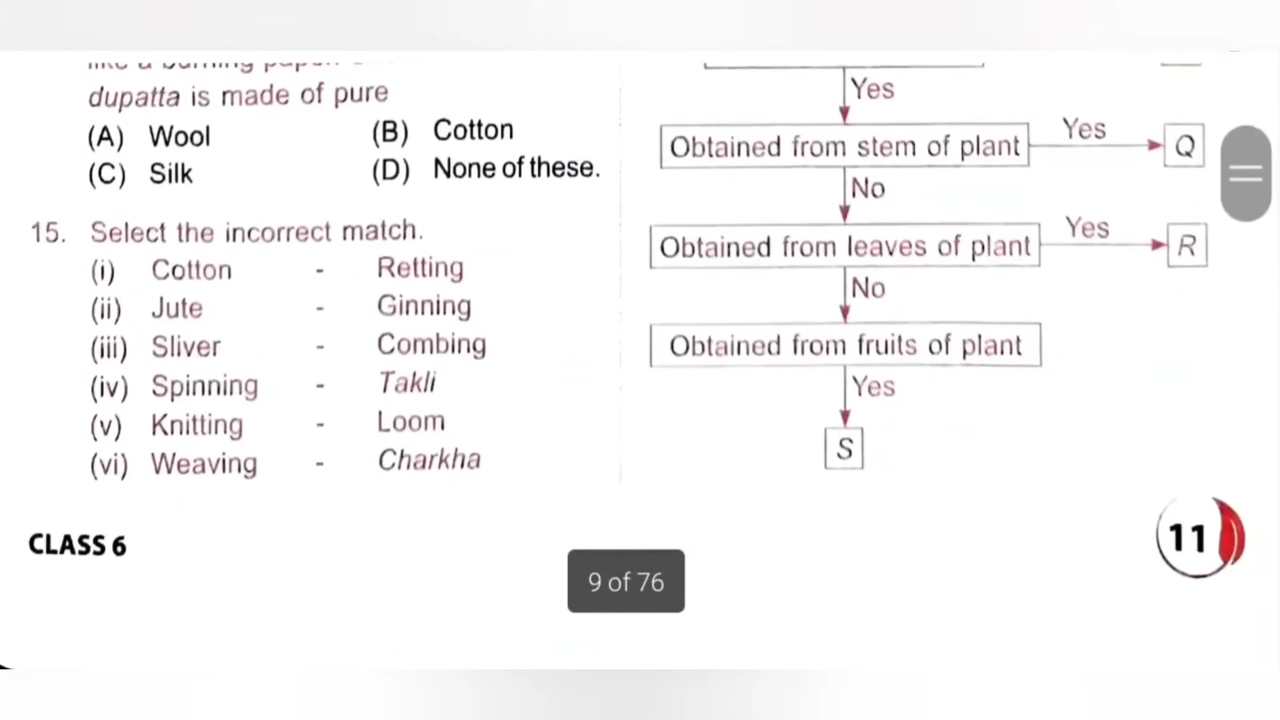 dupatta is made of pure
(A) Wool (B) Cotton
(C) Silk (D) None of these.
15. Select the incorrect match.
(i) Cotton - Retting
(ii) Jute - Ginning
(iii) Sliver - Combing
(iv) Spinning - Takli
(v) Knitting - Loom
(vi) Weaving - Charkha
CLASS 6
Yes
Obtained from stem of plant Yes Q
No
Obtained from leaves of plant Yes R
No
Obtained from fruits of plant
Yes
S
11
9 of 76